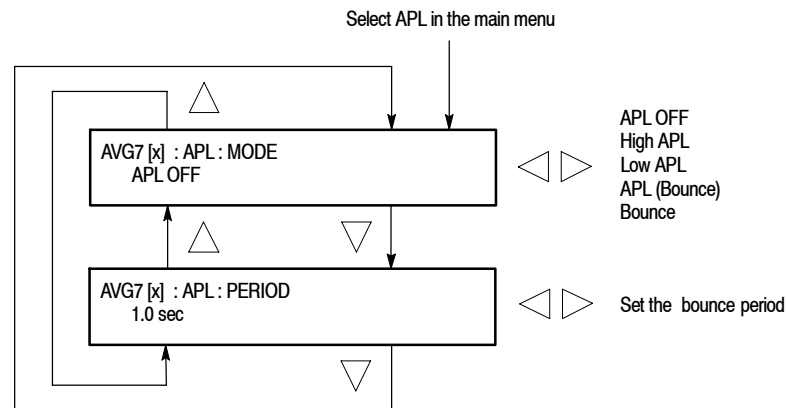 Select APL in the main menu
AVG7 [x] : APL : MODE
APL OFF
APL OFF
High APL
Low APL
APL (Bounce)
Bounce
AVG7 [x] : APL : PERIOD
1.0 sec
Set the bounce period